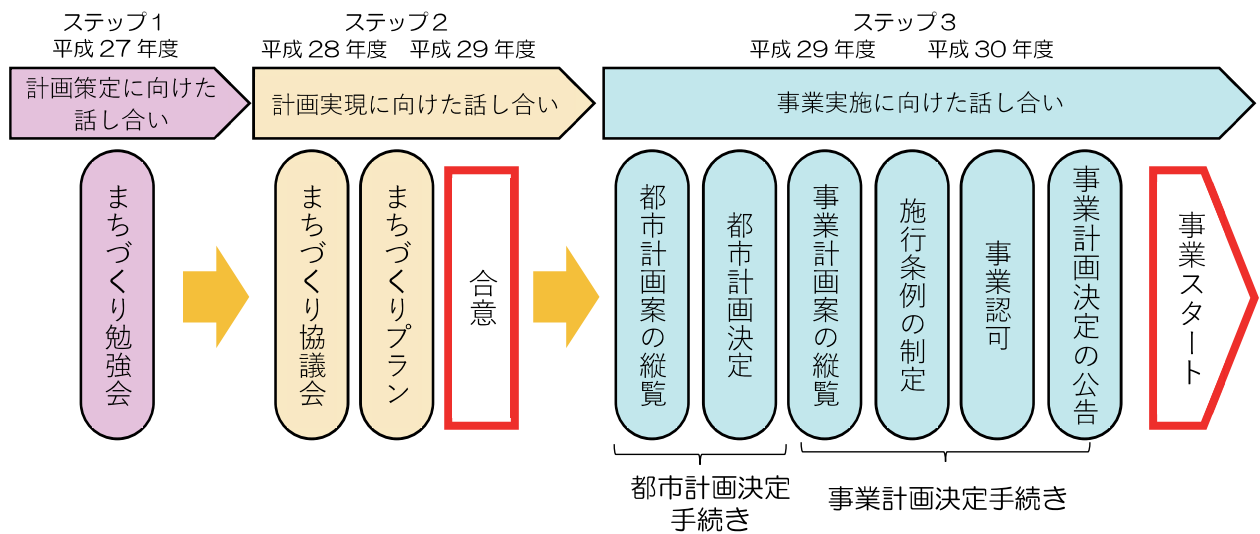 ステップ1
平成27年度
ステップ2
平成28年度 平成29年度
ステップ3
平成29年度 平成30年度
計画策定に向けた
話し合い
計画実現に向けた話し合い
事業実施に向けた話し合い
まちづくり勉強会
まちづくり協議会
まちづくりプラン
合意
都市計画案の縦覧
都市計画決定
事業計画案の縦覧
施行条例の制定
事業認可
事業計画決定の公告
事業スタート
都市計画決定
手続き
事業計画決定手続き